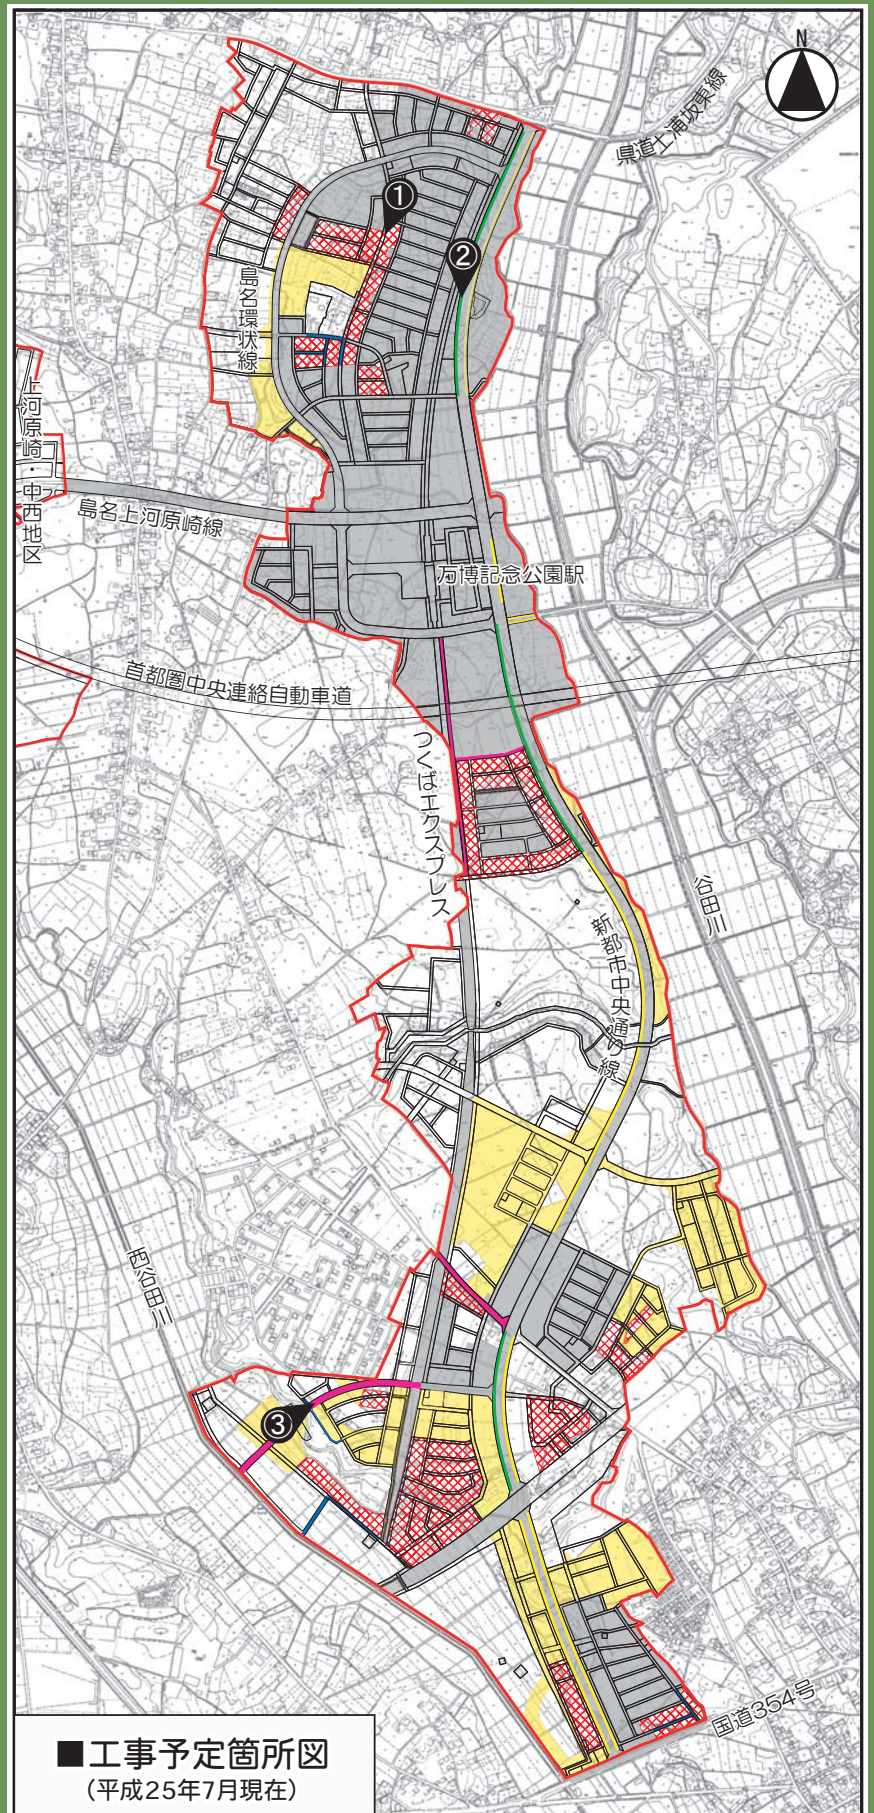 N
県道土浦坂東線
①
②
島名環状線
上河原崎・中西地区
島名上河原崎線
万博記念公園駅
首都圏中央連絡自動車道
つくばエクスプレス
谷田川
新都市中央通り線
西谷田川
③
国道354号
■工事予定箇所図
(平成25年7月現在)